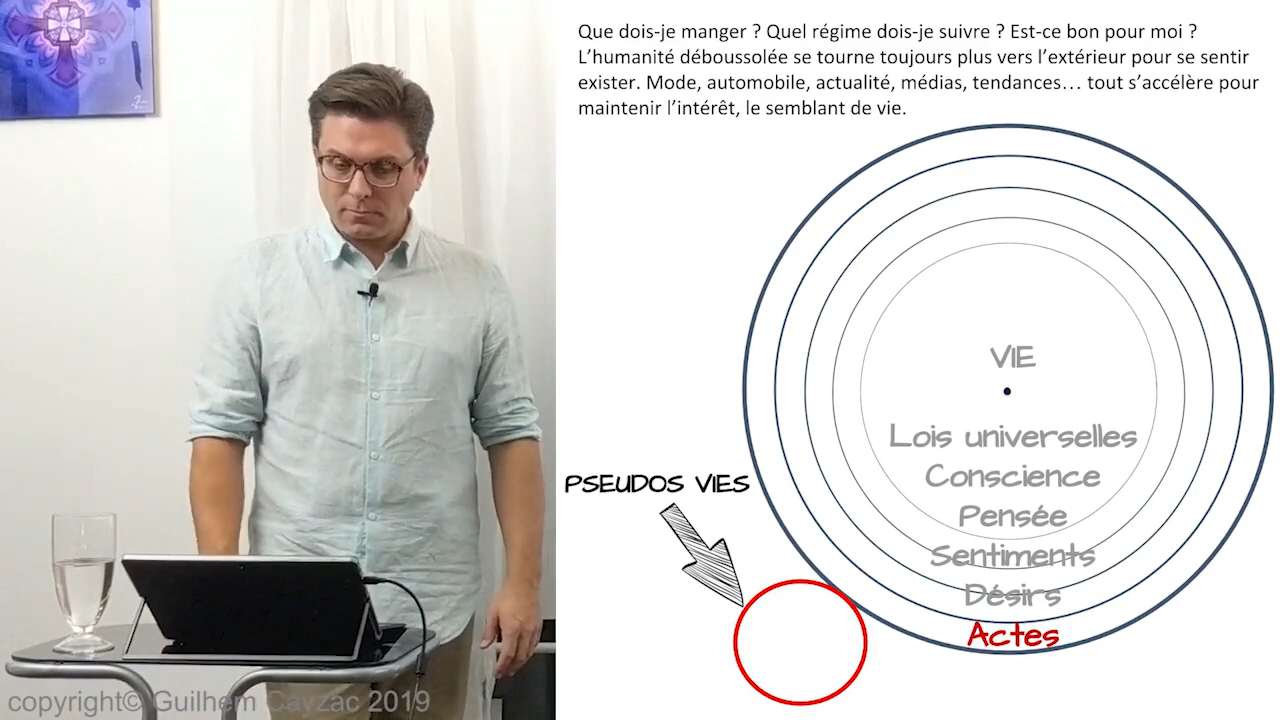 Que dois-je manger ? Quel régime dois-je suivre ? Est-ce bon pour moi ?
L’humanité déboussolée se tourne toujours plus vers l’extérieur pour se sentir
exister. Mode, automobile, actualité, médias, tendances… tout s’accélère pour
maintenir l’intérêt, le semblant de vie.
VIE
Lois universelles
Conscience
PSEUDOS VIES
Pensée
Sentiments
Désirs
Actes
copyright© Guilhem Cayzac 2019